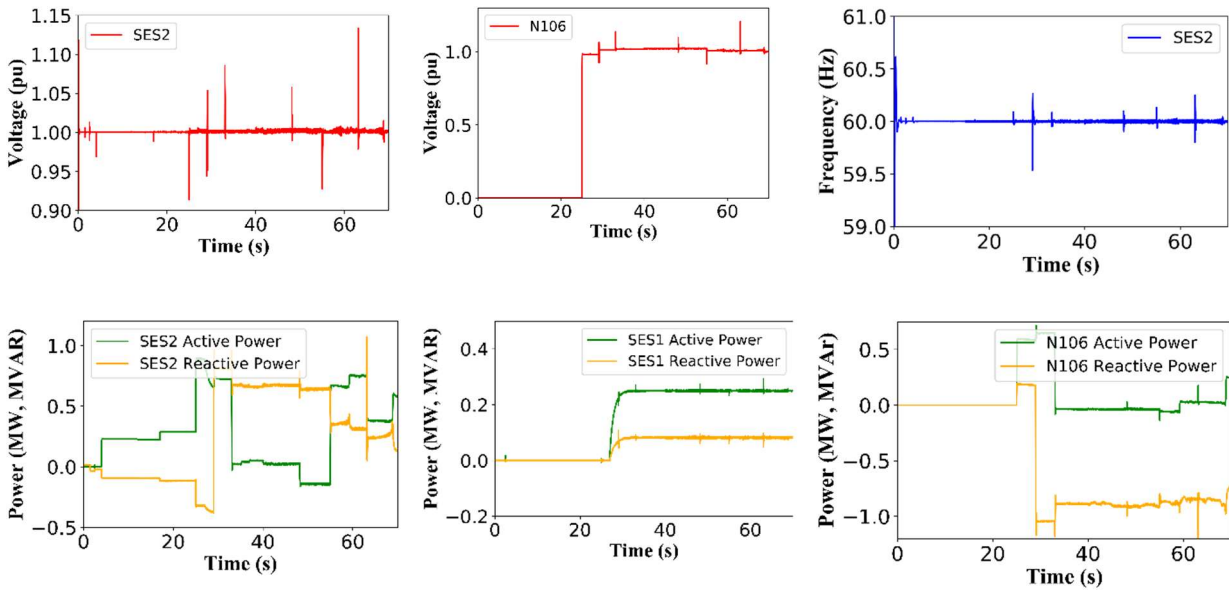 Voltage (pu)
1.15
1.10
1.05
1.00
0.95
0.90
SES2
0 20 40 60
Time (s)
Voltage (pu)
1.0
0.5
0.0
N106
0 20 40 60
Time (s)
Frequency (Hz)
61.0
60.5
60.0
59.5
59.0
SES2
0 20 40 60
Time (s)
Power (MW, MVAR)
1.0
0.5
0.0
−0.5
SES2 Active Power
SES2 Reactive Power
0 20 40 60
Time (s)
Power (MW, MVAR)
0.4
0.2
0.0
−0.2
SES1 Active Power
SES1 Reactive Power
0 20 40 60
Time (s)
Power (MW, MVAr)
0.5
0.0
−0.5
−1.0
N106 Active Power
N106 Reactive Power
0 20 40 60
Time (s)